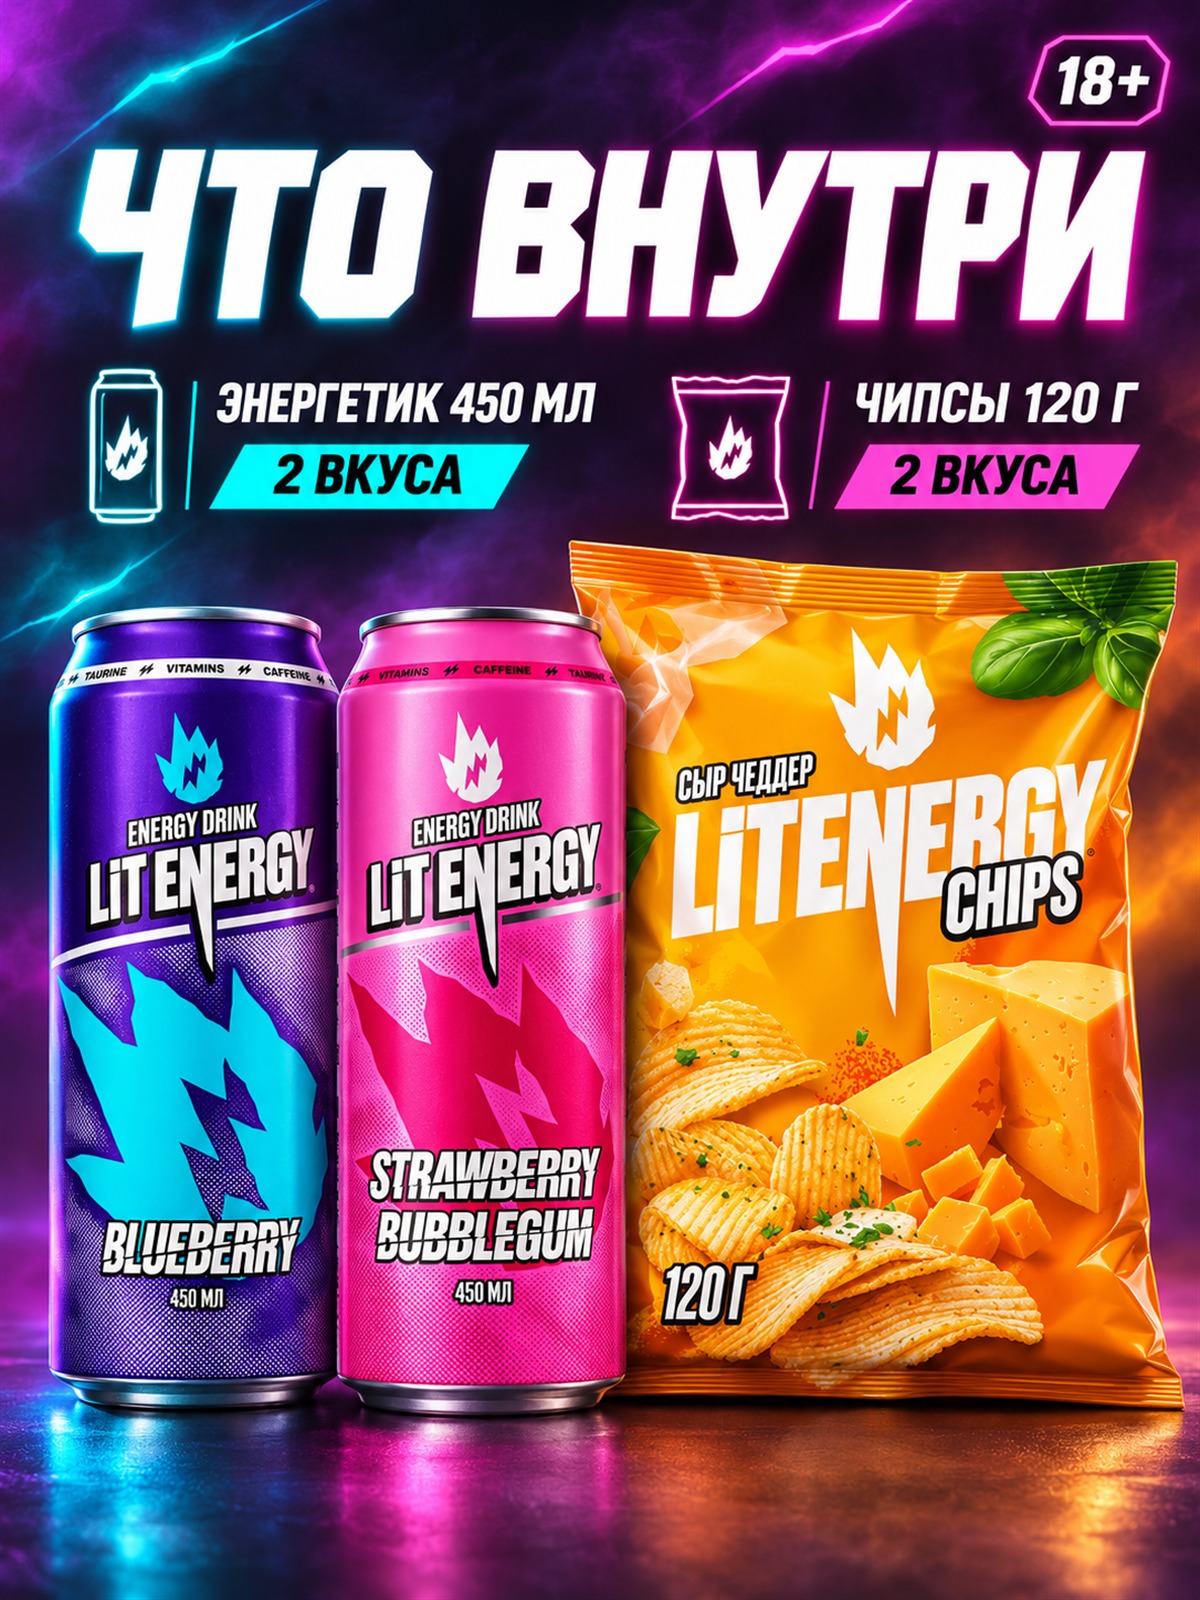 18+
ЧТО ВНУТРИ
ЭНЕРГЕТИК 450 МЛ
2 ВКУСА
ЧИПСЫ 120 Г
2 ВКУСА
TAURINE VITAMINS CAFFEINE
ENERGY DRINK
LIT ENERGY
BLUEBERRY
450 МЛ
VITAMINS CAFFEINE TAURINE
ENERGY DRINK
LIT ENERGY
STRAWBERRY
BUBBLEGUM
450 МЛ
СЫР ЧЕДДЕР
LITENERGY
CHIPS
120 Г